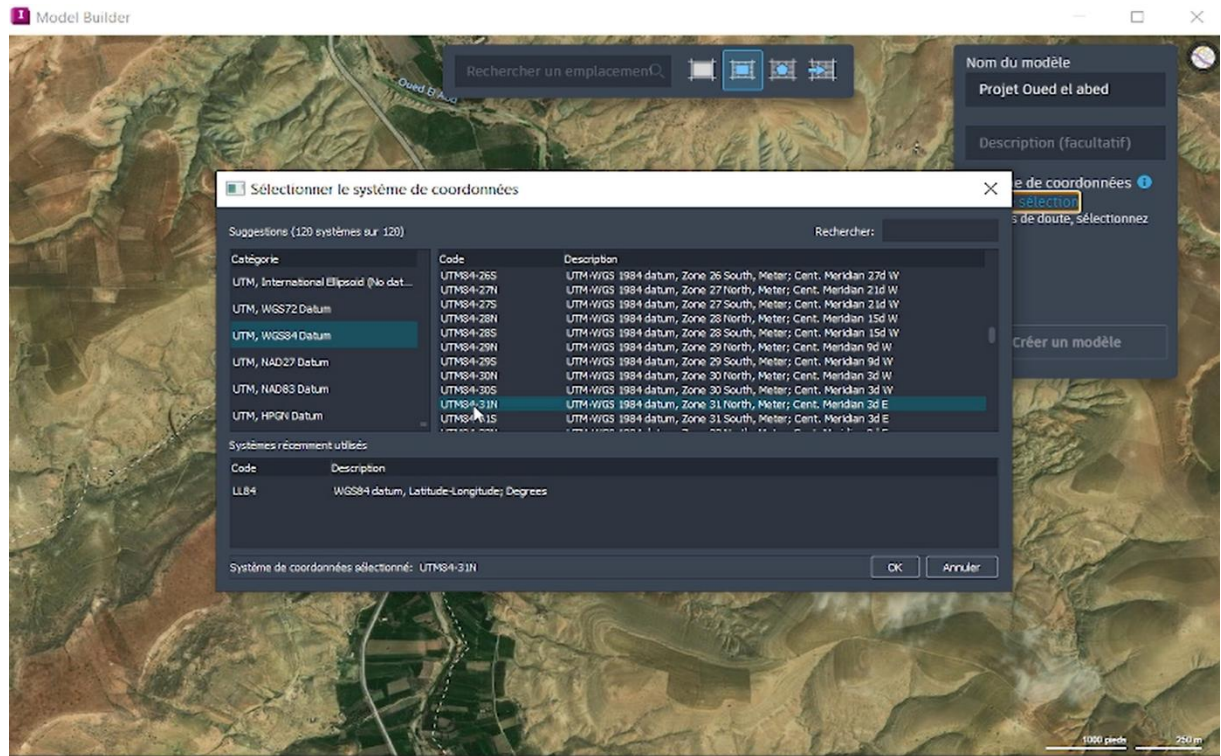 Model Builder
Rechercher un emplacement
Nom du modèle
Projet Oued el abed
Description (facultatif)
e de coordonnées
sélection
s de doute, sélectionnez
Créer un modèle
Oued El
Sélectionner le système de coordonnées
Suggestions (120 systèmes sur 120)
Rechercher:
Catégorie
UTM, International Ellipsoid (No dat...
UTM, WGS72 Datum
UTM, WGS84 Datum
UTM, NAD27 Datum
UTM, NAD83 Datum
UTM, HPGN Datum
Code Description
UTM84-26S UTM-WGS 1984 datum, Zone 26 South, Meter; Cent. Meridian 27d W
UTM84-27N UTM-WGS 1984 datum, Zone 27 North, Meter; Cent. Meridian 21d W
UTM84-27S UTM-WGS 1984 datum, Zone 27 South, Meter; Cent. Meridian 21d W
UTM84-28N UTM-WGS 1984 datum, Zone 28 North, Meter; Cent. Meridian 15d W
UTM84-28S UTM-WGS 1984 datum, Zone 28 South, Meter; Cent. Meridian 15d W
UTM84-29N UTM-WGS 1984 datum, Zone 29 North, Meter; Cent. Meridian 9d W
UTM84-29S UTM-WGS 1984 datum, Zone 29 South, Meter; Cent. Meridian 9d W
UTM84-30N UTM-WGS 1984 datum, Zone 30 North, Meter; Cent. Meridian 3d W
UTM84-30S UTM-WGS 1984 datum, Zone 30 South, Meter; Cent. Meridian 3d W
UTM84-31N UTM-WGS 1984 datum, Zone 31 North, Meter; Cent. Meridian 3d E
UTM-WGS 1984 datum, Zone 31 South, Meter; Cent. Meridian 3d E
Systèmes récemment utilisés
Code Description
LL84 WGS84 datum, Latitude-Longitude; Degrees
Système de coordonnées sélectionné: UTM84-31N
OK
Annuler
1000 pieds
250 m